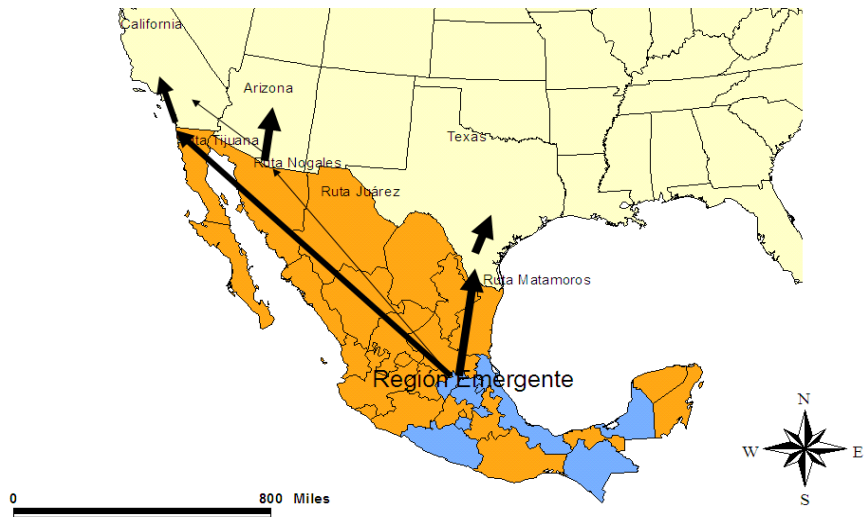 California
Arizona
Texas
Ruta Tijuana
Ruta Nogales
Ruta Juárez
Ruta Matamoros
Región Emergente
N
W E
S
0 800 Miles